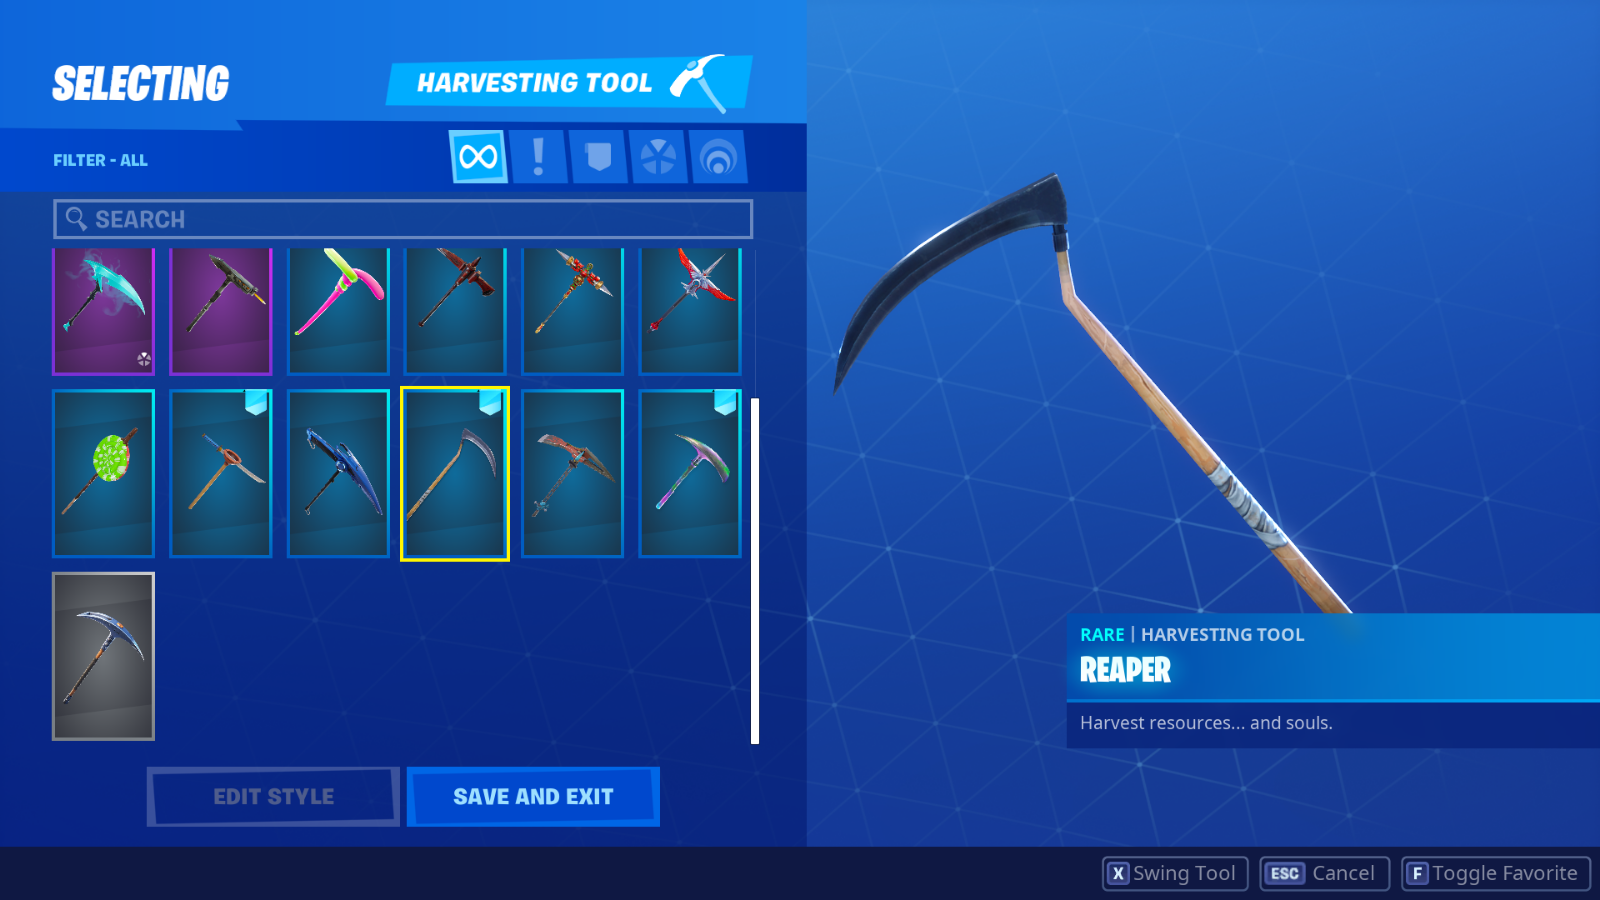 SELECTING
HARVESTING TOOL
FILTER - ALL
SEARCH
RARE | HARVESTING TOOL
REAPER
Harvest resources... and souls.
EDIT STYLE
SAVE AND EXIT
X Swing Tool
ESC Cancel
F Toggle Favorite